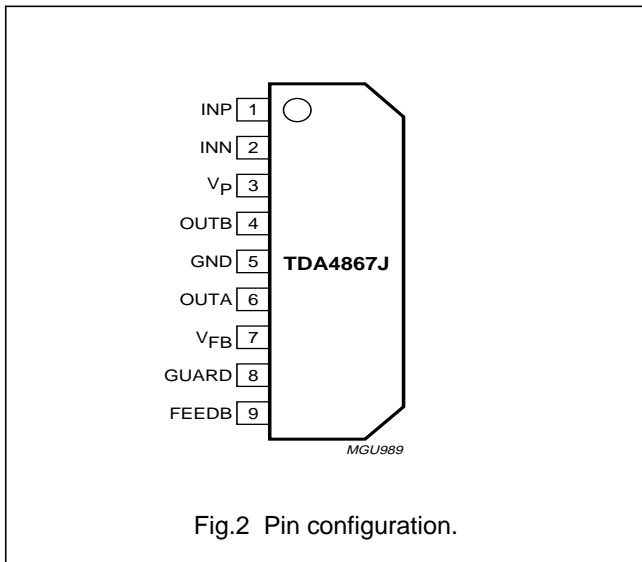 INP 1
INN 2
VP 3
OUTB 4
GND 5
TDA4867J
OUTA 6
VFB 7
GUARD 8
FEEDB 9
MGU989
Fig.2 Pin configuration.